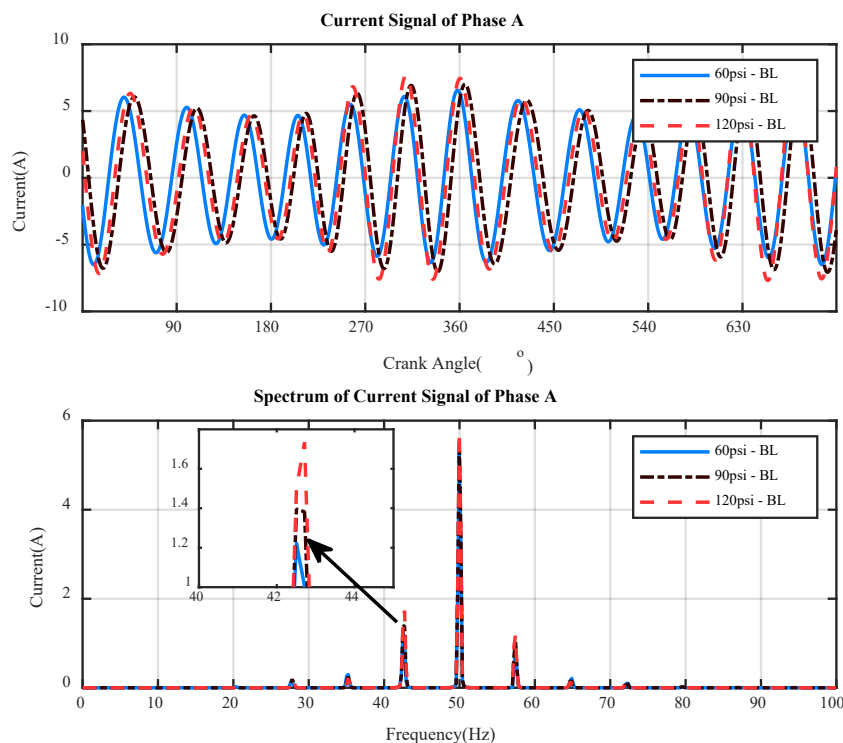 Current Signal of Phase A
10
5
0
-5
-10
Current(A)
60psi - BL
90psi - BL
120psi - BL
90
180
270
360
450
540
630
Crank Angle( o )
Spectrum of Current Signal of Phase A
6
4
2
0
Current(A)
1.6
1.4
1.2
1
40
42
44
60psi - BL
90psi - BL
120psi - BL
0
10
20
30
40
50
60
70
80
90
100
Frequency(Hz)